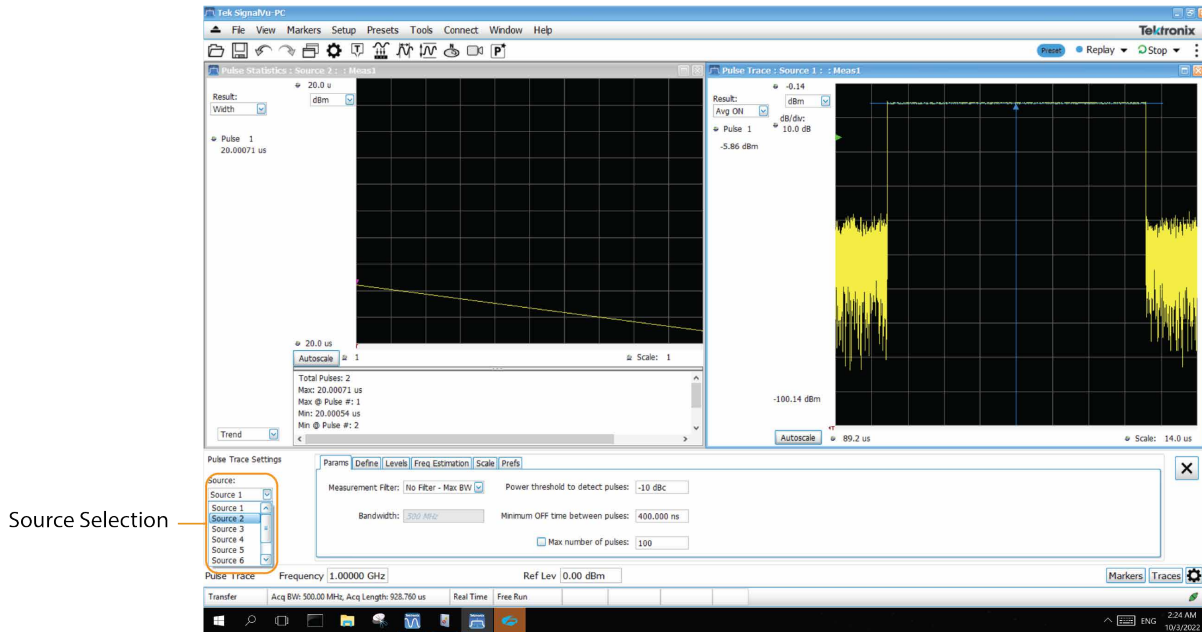 Tek SignalVu-PC
File View Markers Setup Presets Tools Connect Window Help
Tektronix
Preset Replay Stop
Pulse Statistics : Source 2 : : Meas1
Result:
Width
20.0 u
dBm
Pulse 1
20.00071 us
20.0 us
Autoscale 1 Scale: 1
Total Pulses: 2
Max: 20.00071 us
Max @ Pulse #: 1
Min: 20.00054 us
Min @ Pulse #: 2
Trend
Pulse Trace : Source 1 : : Meas1
Result:
Avg ON
-0.14
dBm
dB/div:
10.0 dB
Pulse 1
-5.86 dBm
-100.14 dBm
Autoscale 89.2 us Scale: 14.0 us
Pulse Trace Settings
Source:
Source 1
Source 1
Source 2
Source 3
Source 4
Source 5
Source 6
Source Selection
Params Define Levels Freq Estimation Scale Prefs
Measurement Filter: No Filter - Max BW Power threshold to detect pulses: -10 dBc
Bandwidth: 300 MHz Minimum OFF time between pulses: 400.000 ns
Max number of pulses: 100
Pulse Trace Frequency 1.00000 GHz Ref Lev 0.00 dBm Markers Traces
Transfer Acq BW: 500.00 MHz, Acq Length: 928.760 us Real Time Free Run
ENG
2:24 AM
10/3/2022